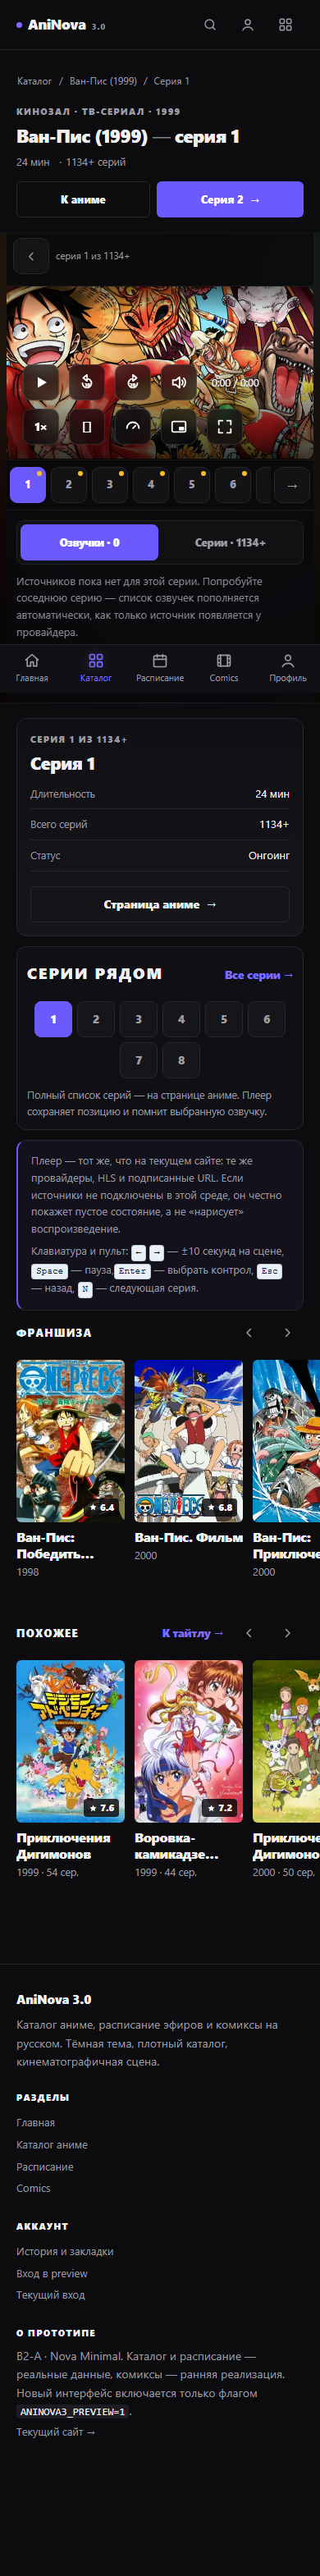 AniNova 3.0
Каталог / Ван-Пис (1999) / Серия 1
КИНОЗАЛ · ТВ-СЕРИАЛ · 1999
Ван-Пис (1999) — серия 1
24 мин · 1134+ серий
К аниме
Серия 2 →
серия 1 из 1134+
0:00 / 0:00
1×
1 2 3 4 5 6 →
Озвучки · 0
Серии · 1134+
Источников пока нет для этой серии. Попробуйте
соседнюю серию — список озвучек пополняется
автоматически, как только источник появляется у
провайдера.
Главная
Каталог
Расписание
Comics
Профиль
СЕРИЯ 1 ИЗ 1134+
Серия 1
Длительность 24 мин
Всего серий 1134+
Статус Онгоинг
Страница аниме →
СЕРИИ РЯДОМ
Все серии →
1 2 3 4 5 6
7 8
Полный список серий — на странице аниме. Плеер
сохраняет позицию и помнит выбранную озвучку.
Плеер — тот же, что на текущем сайте: те же
провайдеры, HLS и подписанные URL. Если
источники не подключены в этой среде, он честно
покажет пустое состояние, а не «нарисует»
воспроизведение.
Клавиатура и пульт: ← → — ±10 секунд на сцене,
Space — пауза, Enter — выбрать контрол, Esc
— назад, N — следующая серия.
ФРАНШИЗА
ONE PIECE
★ 6.4
ONE PIECE
★ 6.8
Ван-Пис:
Победить…
1998
Ван-Пис. Фильм
2000
Ван-Пис:
Приключе
2000
ПОХОЖЕЕ
К тайтлу →
★ 7.6
★ 7.2
Приключения
Дигимонов
1999 · 54 сер.
Воровка-
камикадзе…
1999 · 44 сер.
Приключе
Дигимоно
2000 · 50 сер.
AniNova 3.0
Каталог аниме, расписание эфиров и комиксы на
русском. Тёмная тема, плотный каталог,
кинематографичная сцена.
РАЗДЕЛЫ
Главная
Каталог аниме
Расписание
Comics
АККАУНТ
История и закладки
Вход в preview
Текущий вход
О ПРОТОТИПЕ
B2-A · Nova Minimal. Каталог и расписание —
реальные данные, комиксы — ранняя реализация.
Новый интерфейс включается только флагом
ANINOVA3_PREVIEW=1.
Текущий сайт →